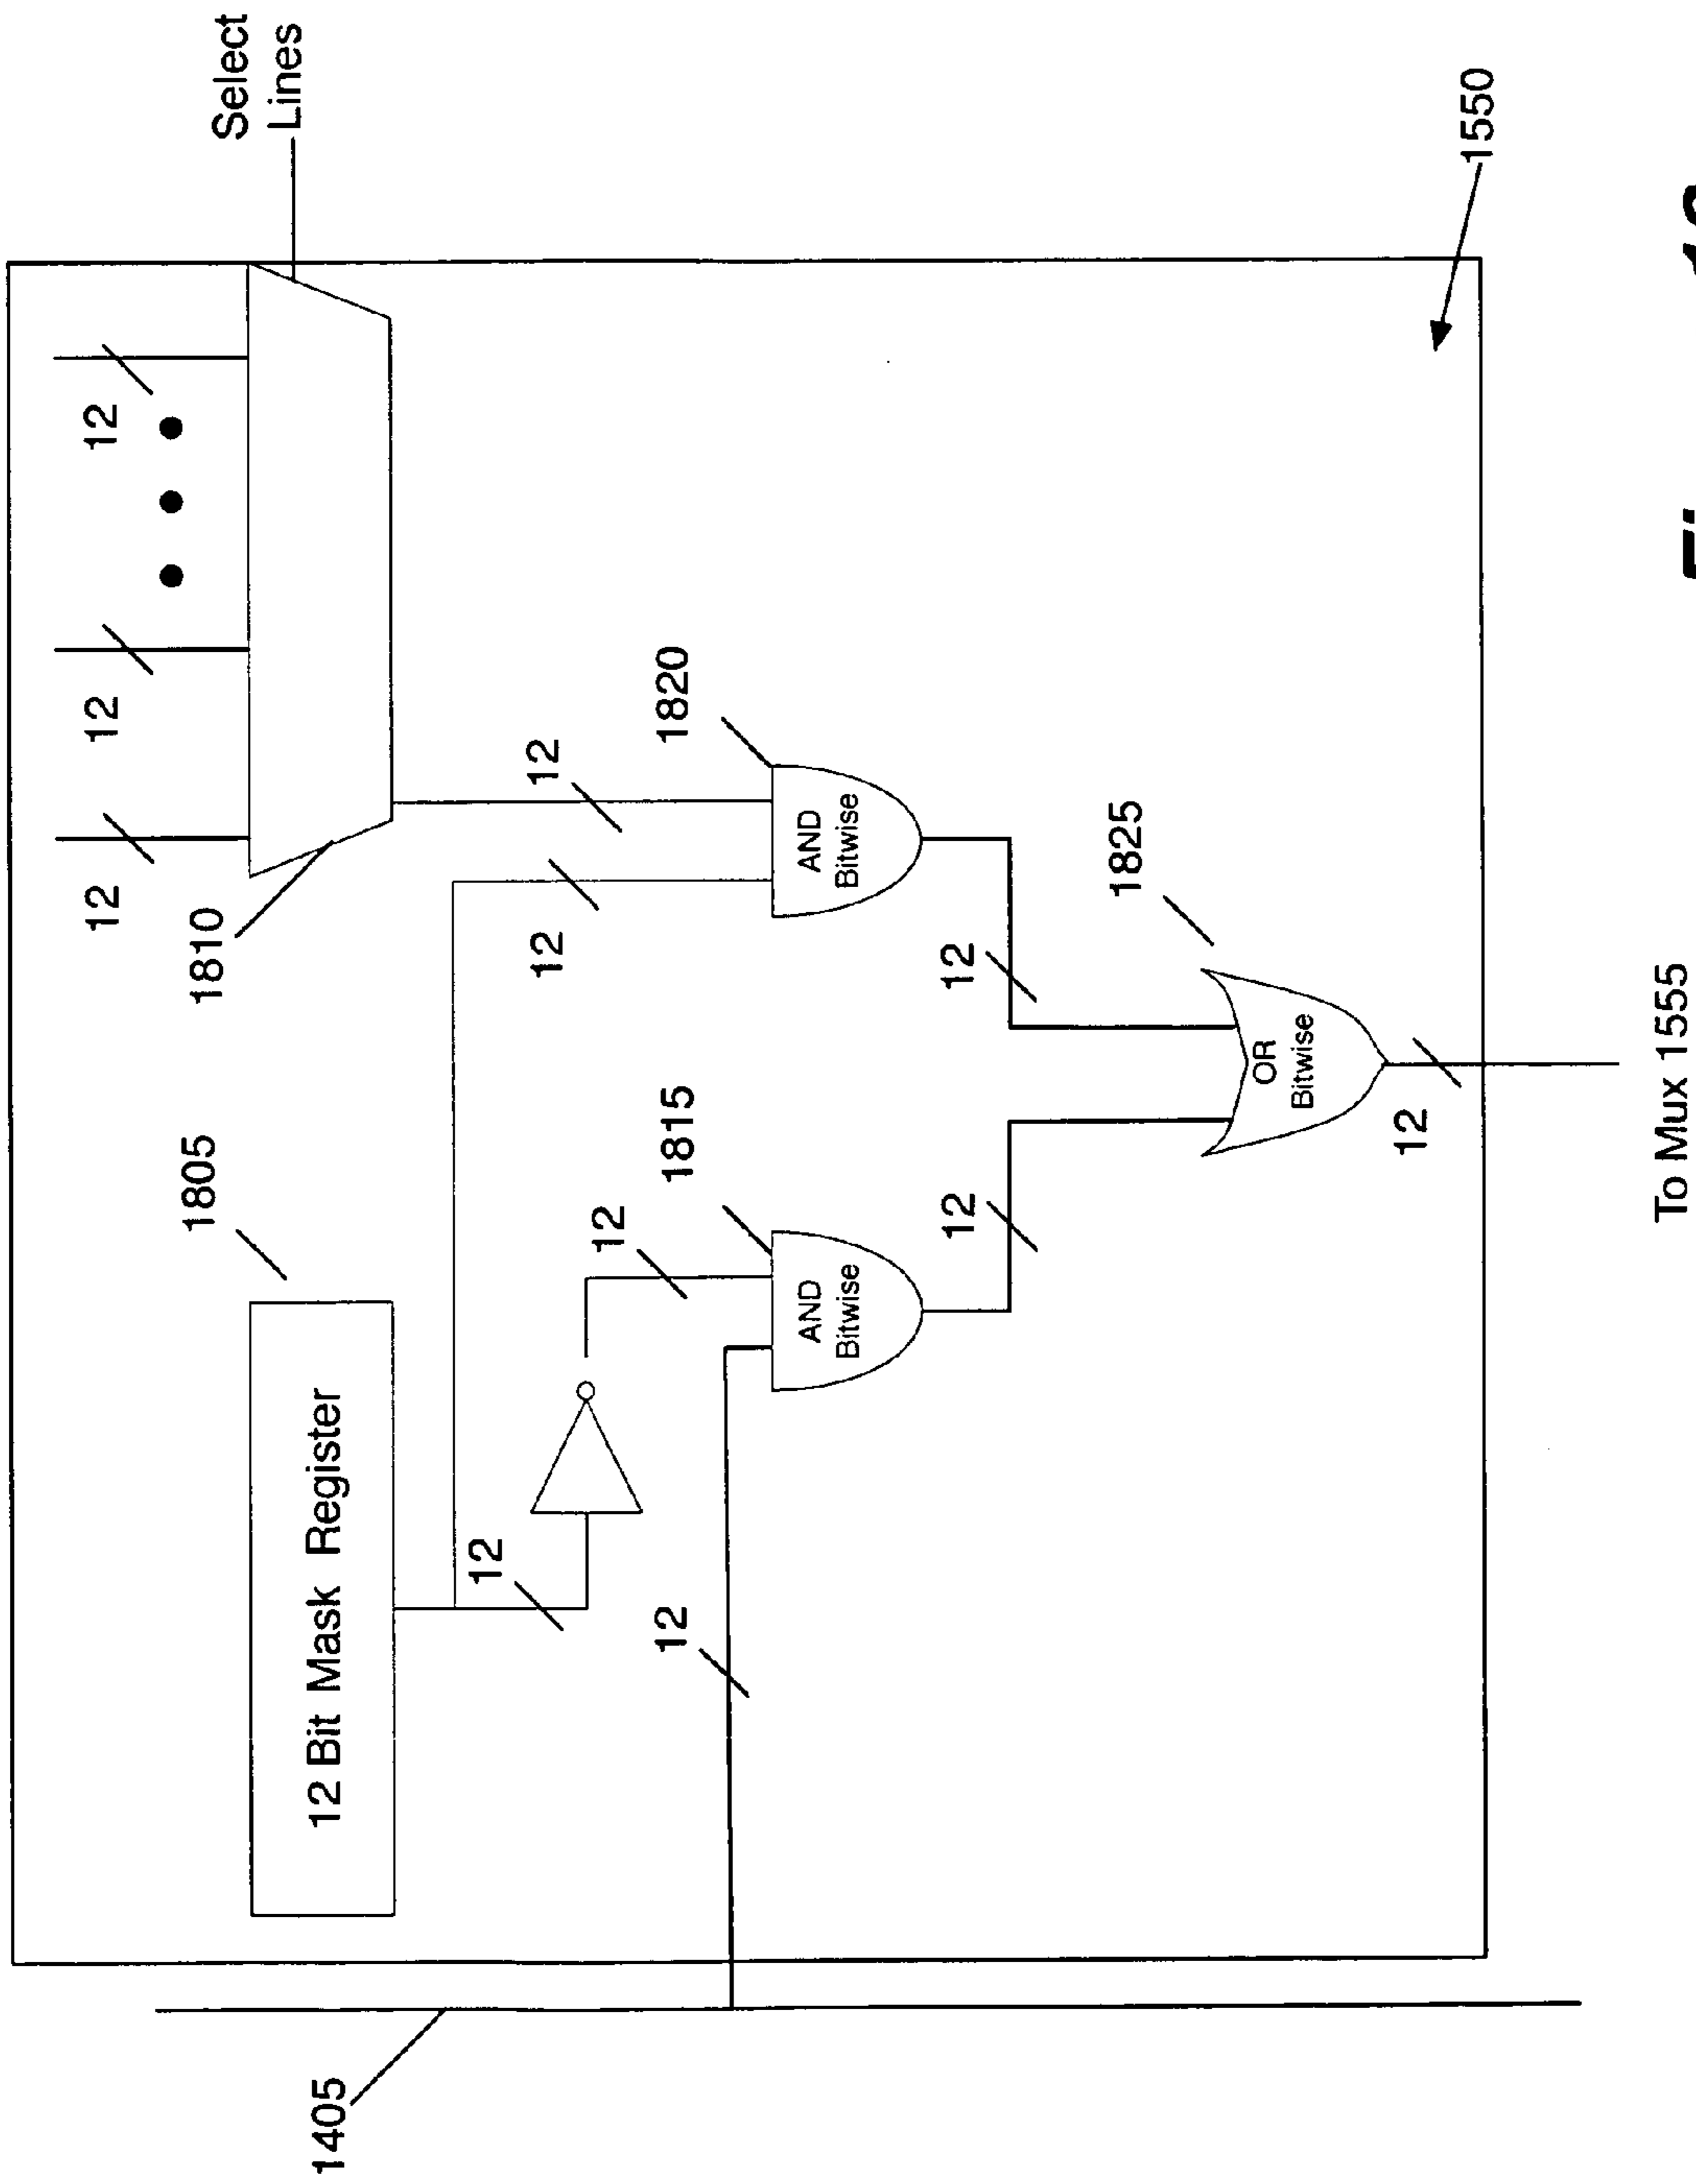 12
12
12
1805
1810
Select
Lines
1405
12 Bit Mask Register
12
12
12
12
12
1815
1820
AND
Bitwise
AND
Bitwise
12
12
1825
OR
Bitwise
12
1550
To Mux 1555